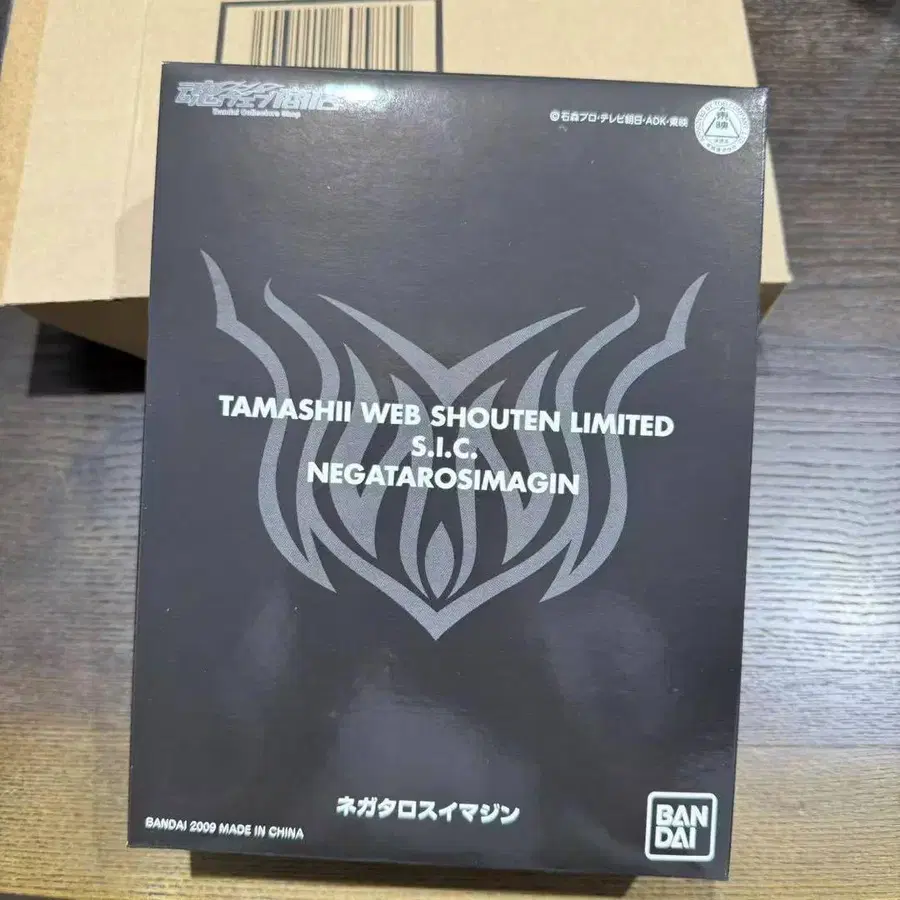 魂ウェブ商店
Bandai Collectors Shop
©石森プロ・テレビ朝日・ADK・東映
TAMASHII WEB SHOUTEN LIMITED
S.I.C.
NEGATAROSIMAGIN
ネガタロスイマジン
BANDAI 2009 MADE IN CHINA
BAN
DAI